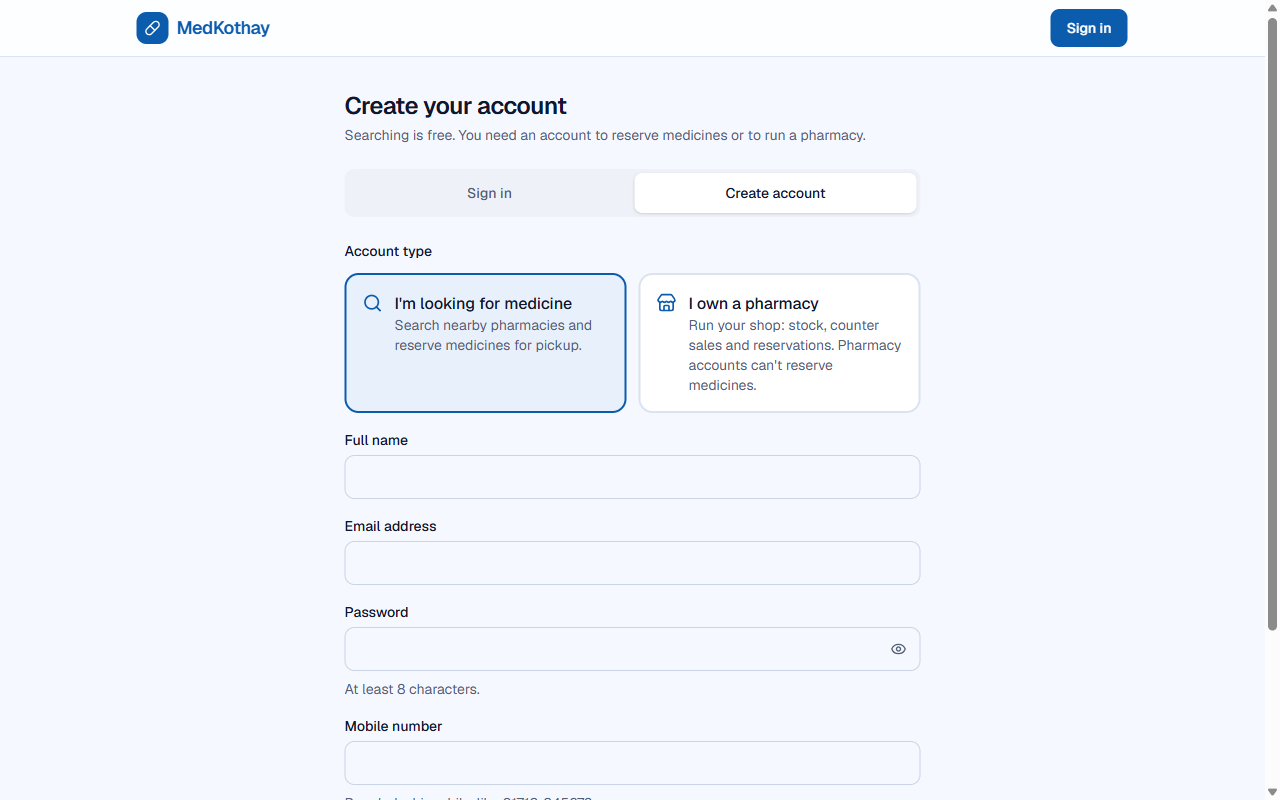 MedKothay
Sign in
Create your account
Searching is free. You need an account to reserve medicines or to run a pharmacy.
Sign in
Create account
Account type
I'm looking for medicine
Search nearby pharmacies and
reserve medicines for pickup.
I own a pharmacy
Run your shop: stock, counter
sales and reservations. Pharmacy
accounts can't reserve
medicines.
Full name
Email address
Password
At least 8 characters.
Mobile number